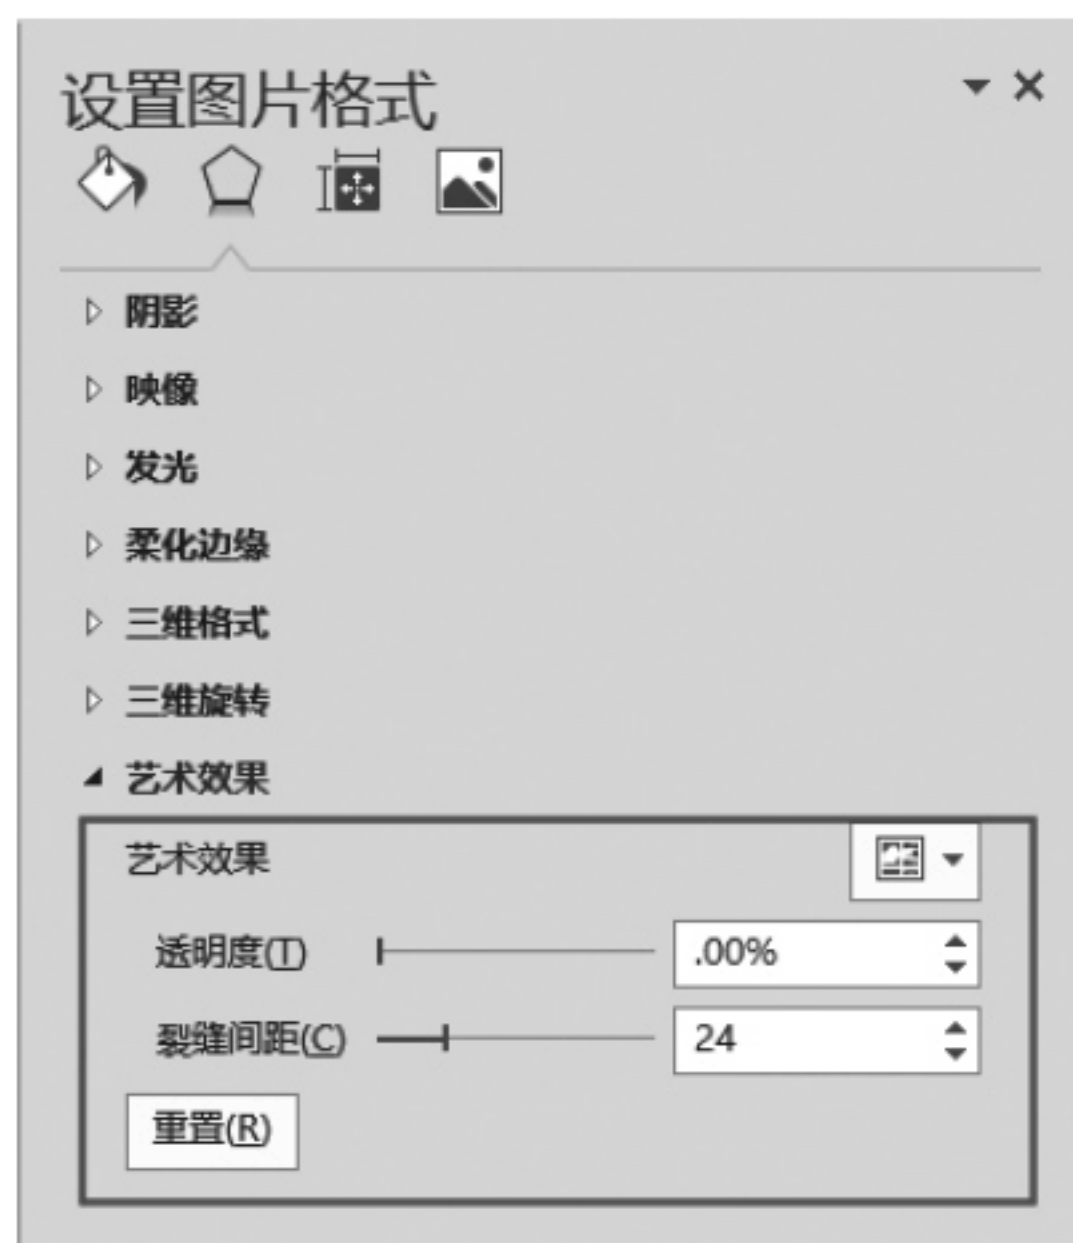 设置图片格式
阴影
映像
发光
柔化边缘
三维格式
三维旋转
艺术效果
艺术效果
透明度(T) .00%
裂缝间距(C) 24
重置(R)